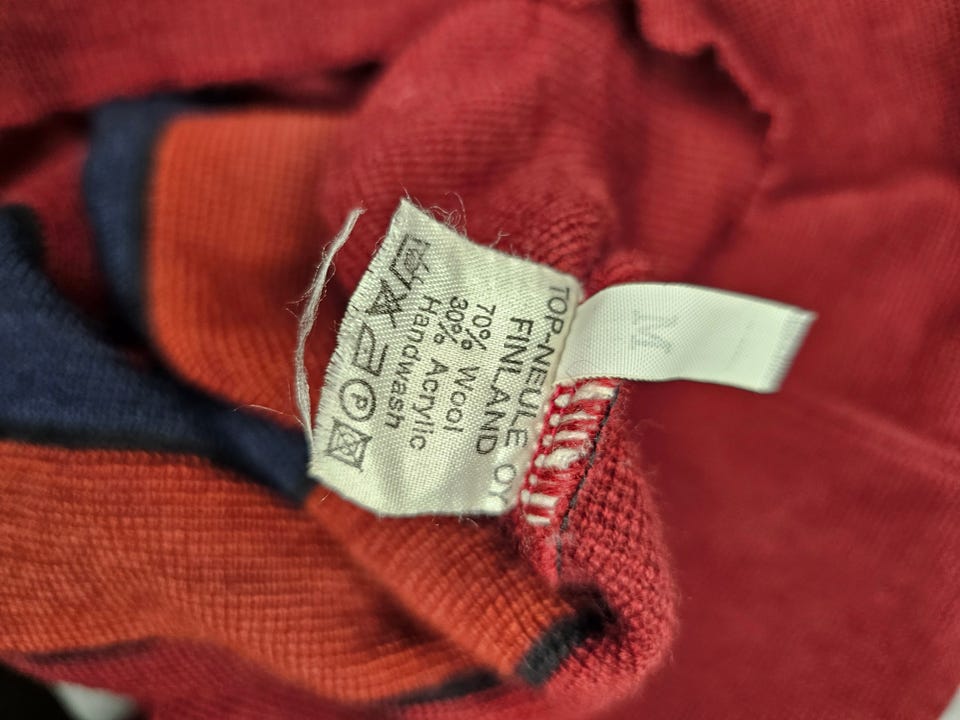 TOP-NEULE OY
FINLAND
70% Wool
30% Acrylic
Handwash
P
M